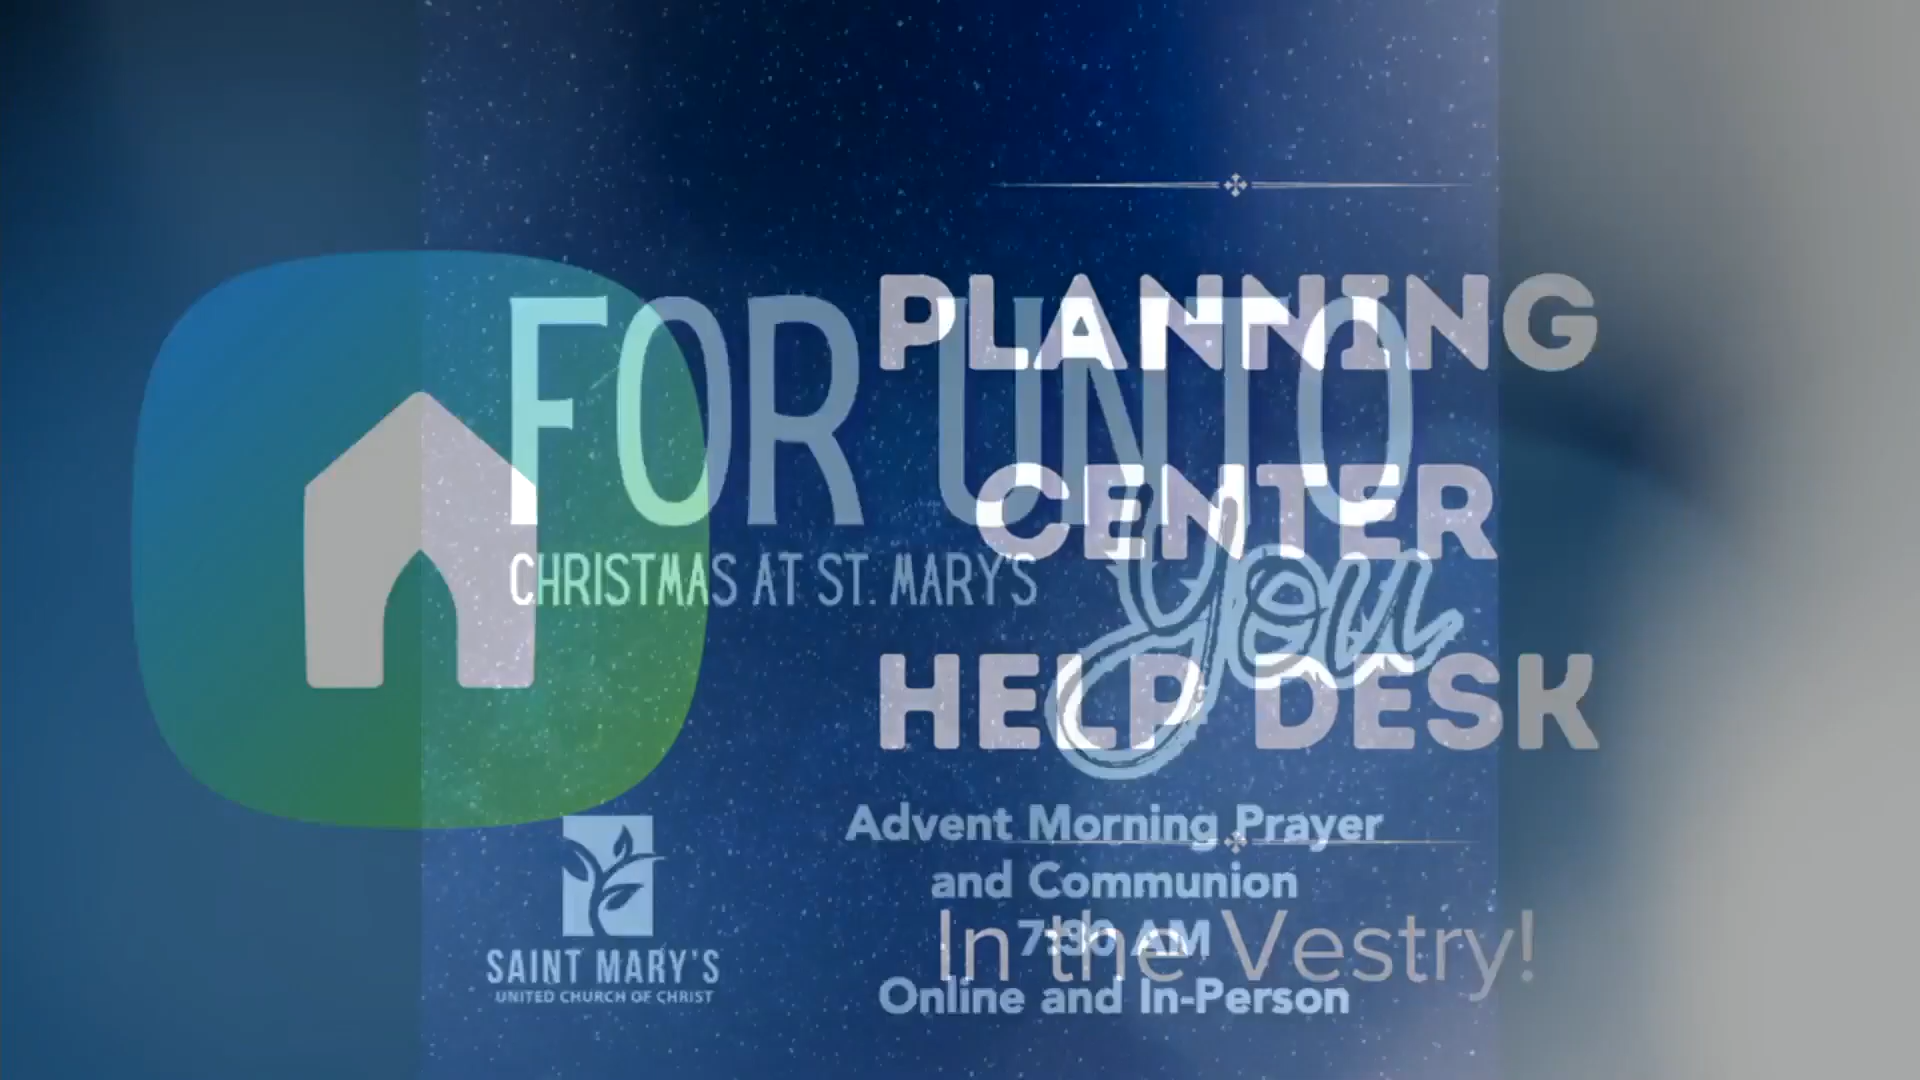 PLANNING
CENTER
HELP DESK
In the Vestry!
FOR UNTO
you
CHRISTMAS AT ST. MARY'S
Advent Morning Prayer
and Communion
7:30 AM
Online and In-Person
SAINT MARY'S
UNITED CHURCH OF CHRIST